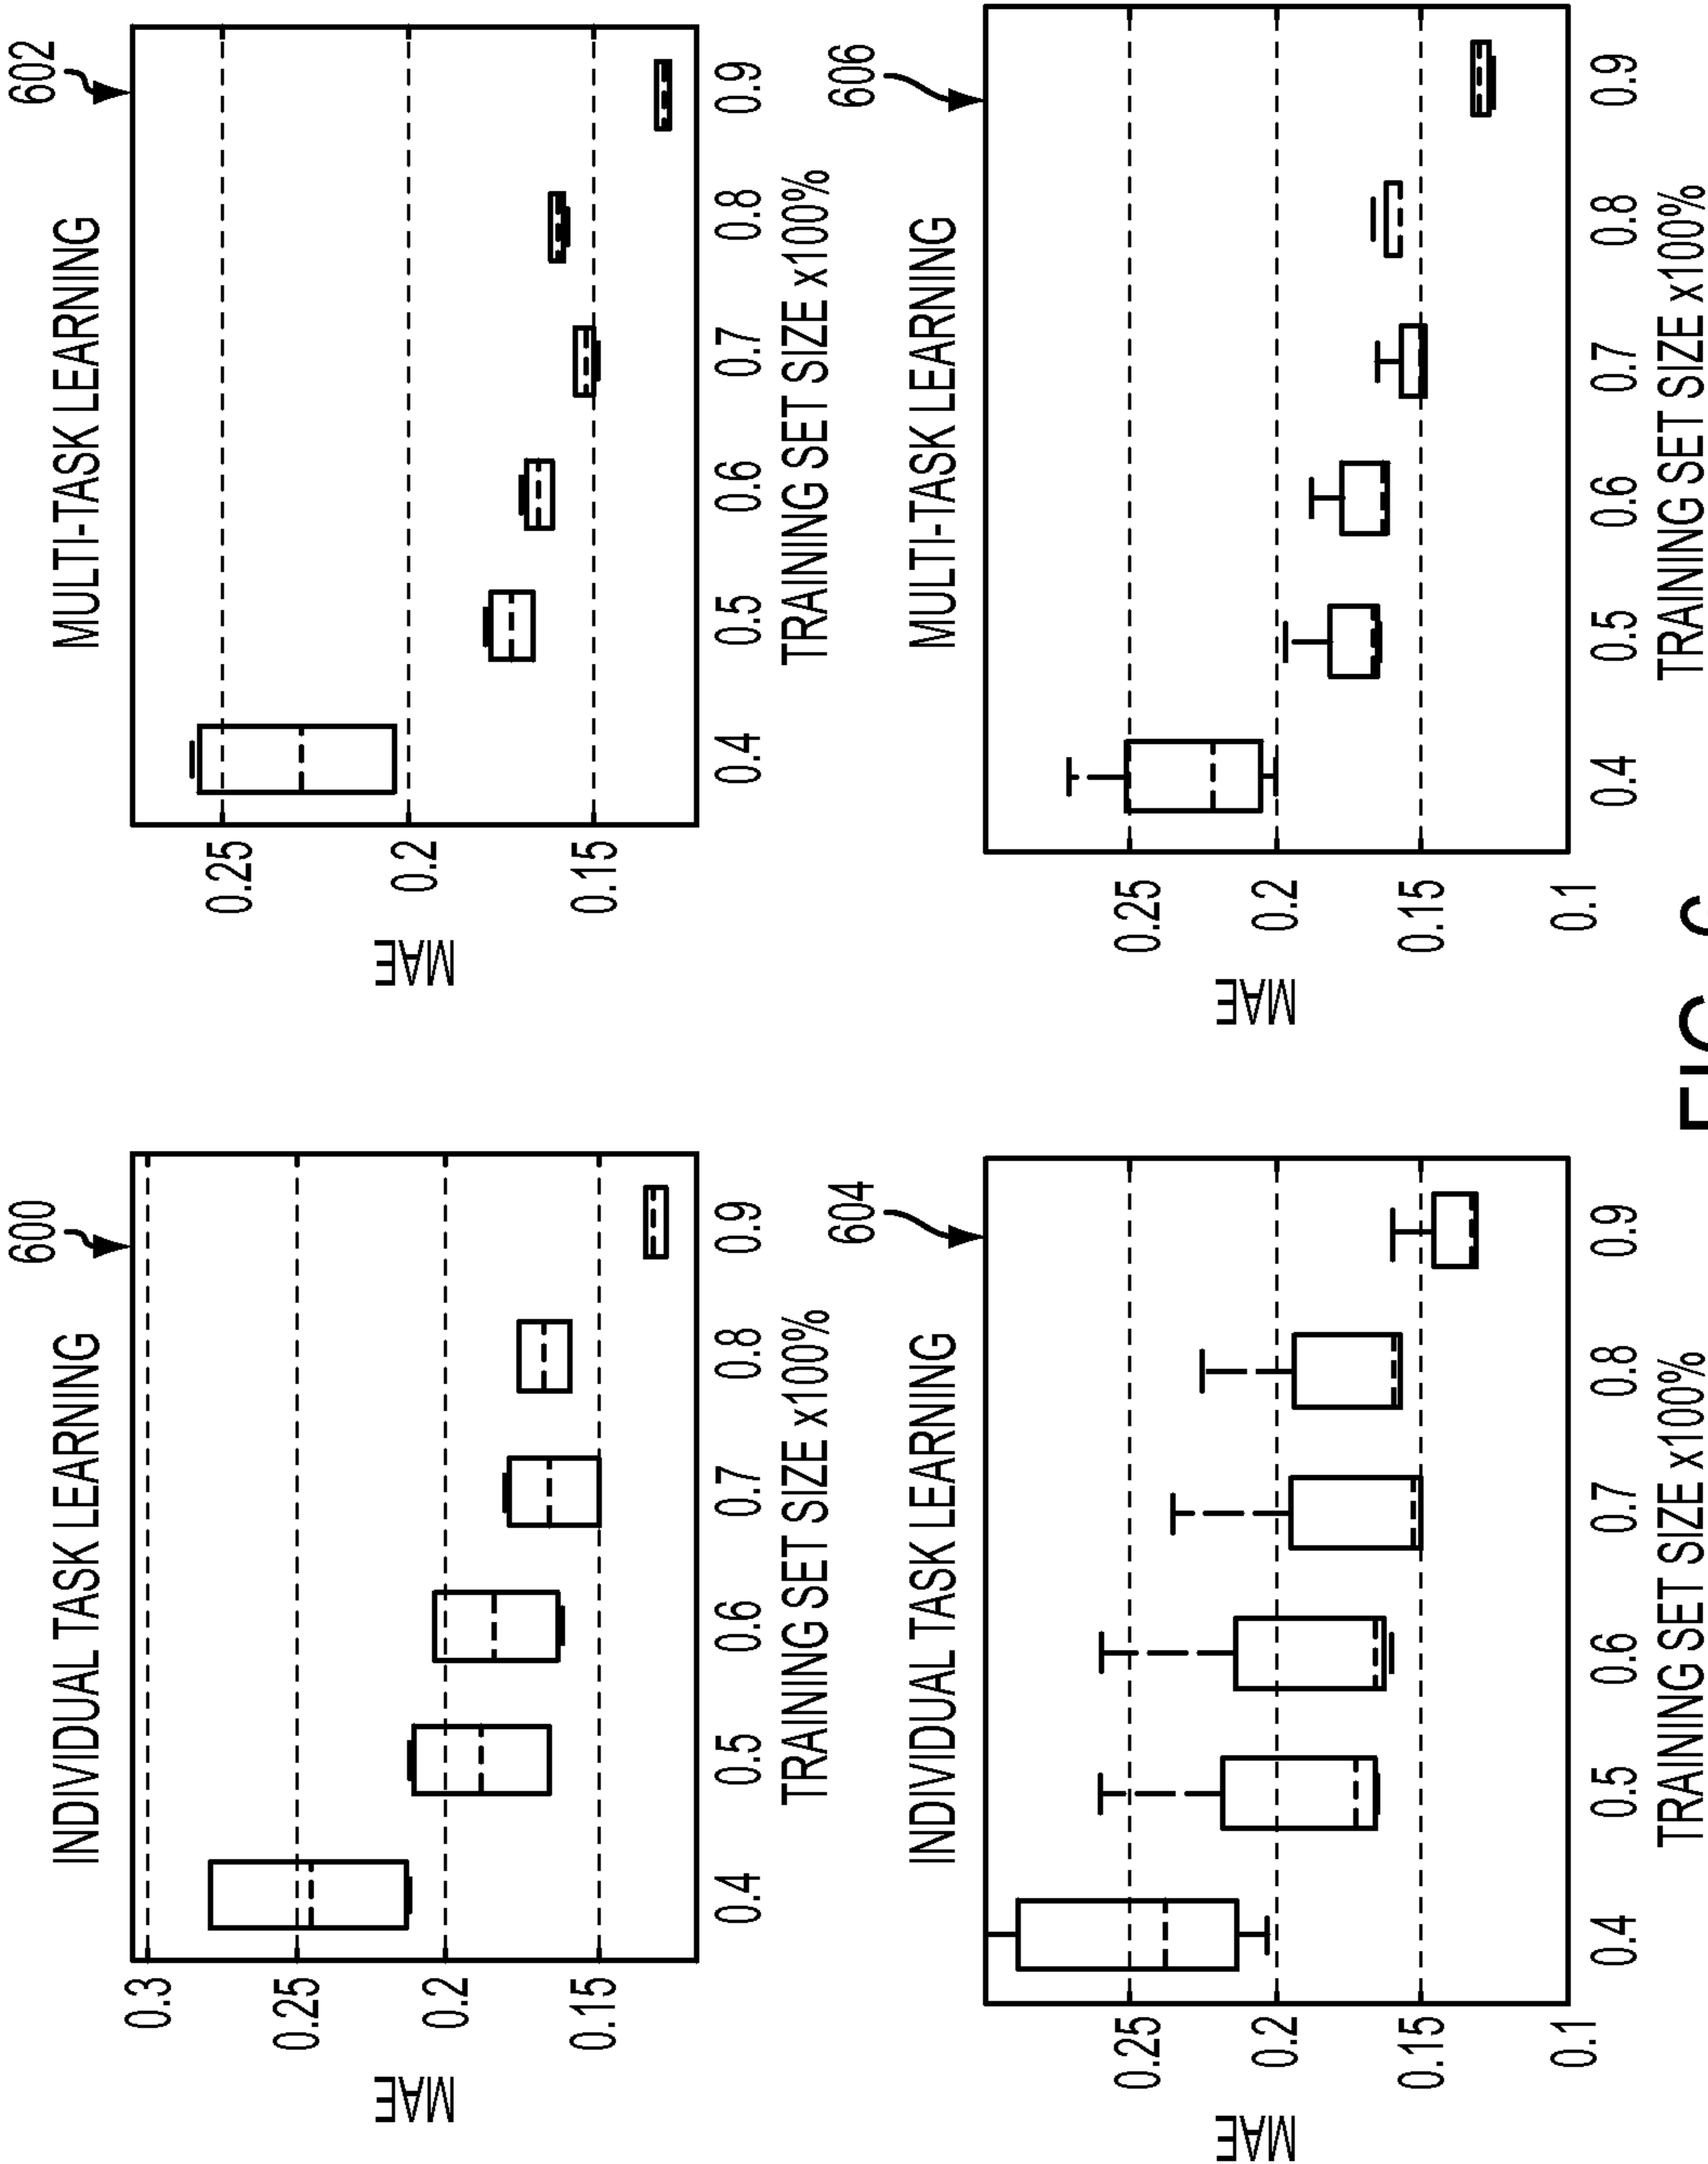 600
INDIVIDUAL TASK LEARNING
MAE
0.3
0.25
0.2
0.15
0.4 0.5 0.6 0.7 0.8 0.9
TRAINING SET SIZE x100%
602
MULTI-TASK LEARNING
MAE
0.25
0.2
0.15
0.4 0.5 0.6 0.7 0.8 0.9
TRAINING SET SIZE x100%
604
INDIVIDUAL TASK LEARNING
MAE
0.25
0.2
0.15
0.1
0.4 0.5 0.6 0.7 0.8 0.9
TRAINING SET SIZE x100%
606
MULTI-TASK LEARNING
MAE
0.25
0.2
0.15
0.1
0.4 0.5 0.6 0.7 0.8 0.9
TRAINING SET SIZE x100%